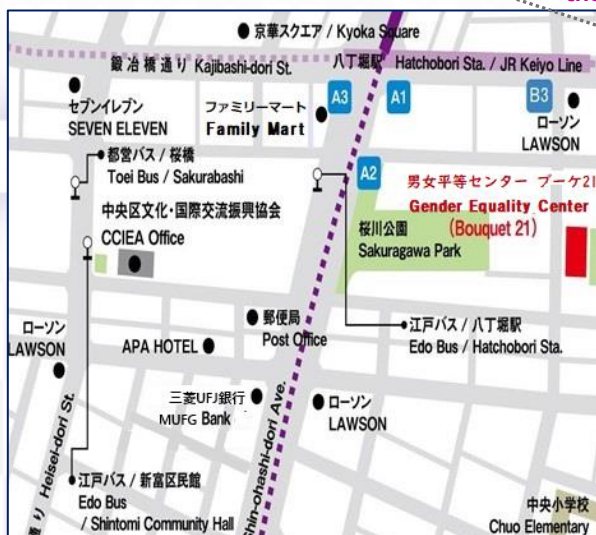 京華スクエア / Kyoka Square
八丁堀駅
鍛冶橋通り Kajibashi-dori St.
Hatchobori Sta. / JR Keiyo Line
セブンイレブン
SEVEN ELEVEN
ファミリーマート
Family Mart
A3
A1
B3
ローソン
LAWSON
都営バス / 桜橋
Toei Bus / Sakurabashi
A2
男女平等センター ブーケ21
Gender Equality Center
(Bouquet 21)
中央区文化・国際交流振興協会
CCIEA Office
桜川公園
Sakuragawa Park
ローソン
LAWSON
APA HOTEL
郵便局
Post Office
江戸バス / 八丁堀駅
Edo Bus / Hatchobori Sta.
三菱UFJ銀行
MUFG Bank
ローソン
LAWSON
り Heisei-dori St.
Shin-ohashi-dori Ave.
江戸バス / 新富区民館
Edo Bus
/ Shintomi Community Hall
中央小学校
Chuo Elementary